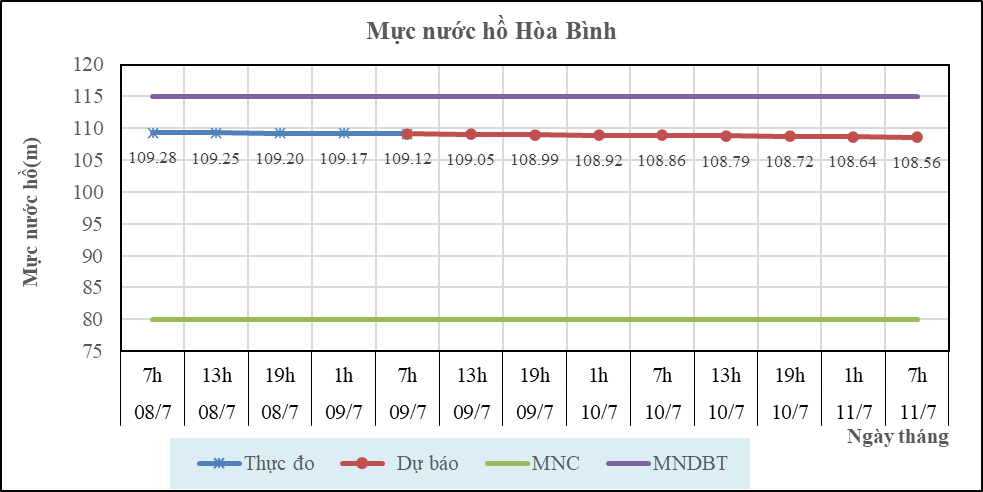 Mực nước hồ Hòa Bình
Mực nước hồ(m)
120
115
110
105
100
95
90
85
80
75
109.28 109.25 109.20 109.17 109.12 109.05 108.99 108.92 108.86 108.79 108.72 108.64 108.56
7h 13h 19h 1h 7h 13h 19h 1h 7h 13h 19h 1h 7h
08/7 08/7 08/7 09/7 09/7 09/7 09/7 10/7 10/7 10/7 10/7 11/7 11/7
Ngày tháng
Thực đo Dự báo MNC MNDBT